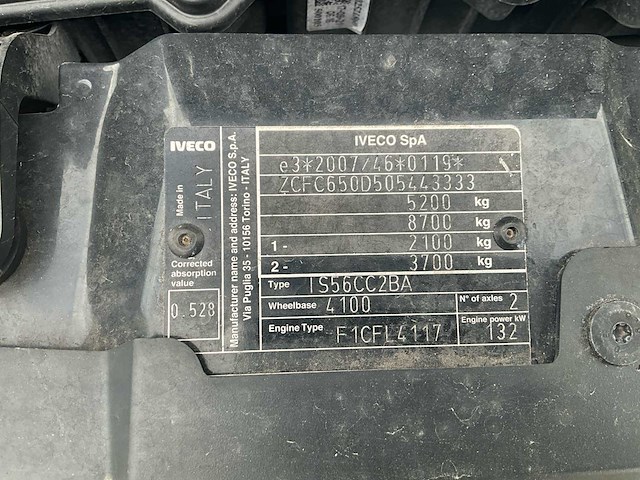 IVECO
Made in
ITALY
Corrected
absorption
value
0.528
Manufacturer name and address: IVECO S.p.A.
Via Puglia 35 - 10156 Torino - ITALY
IVECO SpA
e3*2007/46*0119*
ZCFC650D505443333
5200 kg
8700 kg
1- 2100 kg
2- 3700 kg
Type IS56CC2BA
Wheelbase 4100 N° of axles 2
Engine Type F1CFL4117 Engine power kW 132